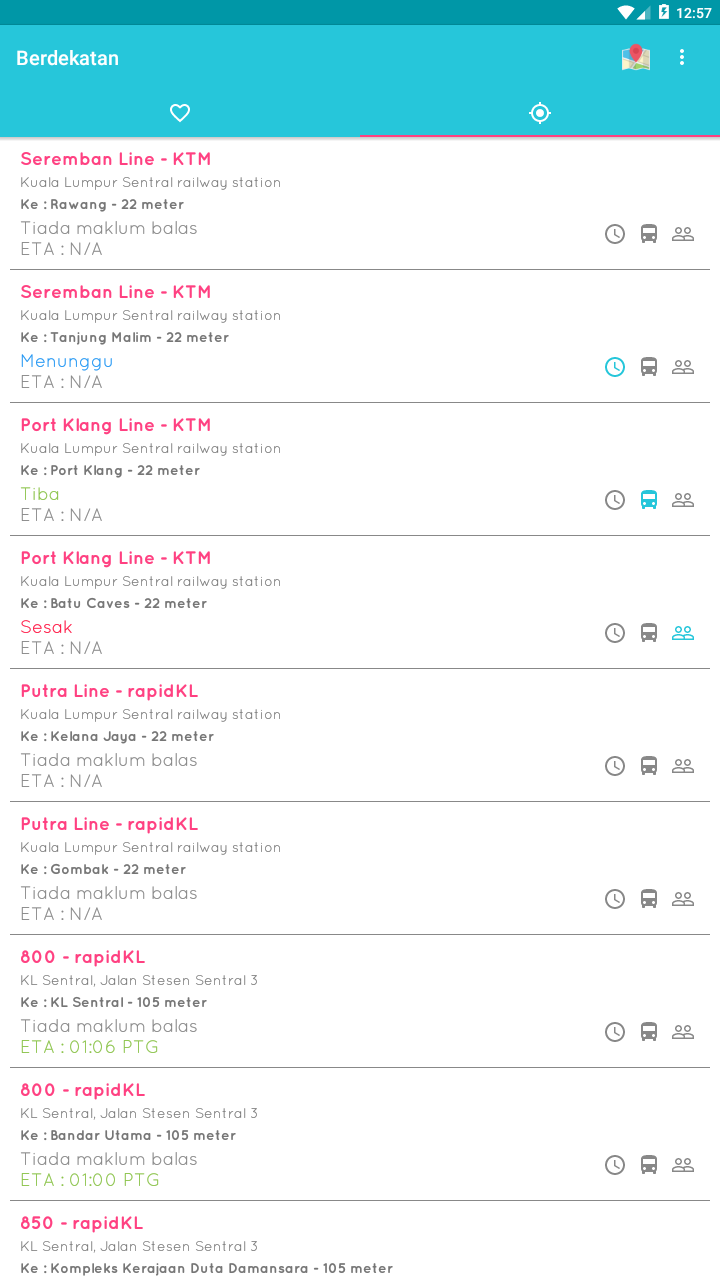 12:57
Berdekatan
Seremban Line - KTM
Kuala Lumpur Sentral railway station
Ke : Rawang - 22 meter
Tiada maklum balas
ETA : N/A
Seremban Line - KTM
Kuala Lumpur Sentral railway station
Ke : Tanjung Malim - 22 meter
Menunggu
ETA : N/A
Port Klang Line - KTM
Kuala Lumpur Sentral railway station
Ke : Port Klang - 22 meter
Tiba
ETA : N/A
Port Klang Line - KTM
Kuala Lumpur Sentral railway station
Ke : Batu Caves - 22 meter
Sesak
ETA : N/A
Putra Line - rapidKL
Kuala Lumpur Sentral railway station
Ke : Kelana Jaya - 22 meter
Tiada maklum balas
ETA : N/A
Putra Line - rapidKL
Kuala Lumpur Sentral railway station
Ke : Gombak - 22 meter
Tiada maklum balas
ETA : N/A
800 - rapidKL
KL Sentral, Jalan Stesen Sentral 3
Ke : KL Sentral - 105 meter
Tiada maklum balas
ETA : 01:06 PTG
800 - rapidKL
KL Sentral, Jalan Stesen Sentral 3
Ke : Bandar Utama - 105 meter
Tiada maklum balas
ETA : 01:00 PTG
850 - rapidKL
KL Sentral, Jalan Stesen Sentral 3
Ke : Kompleks Kerajaan Duta Damansara - 105 meter